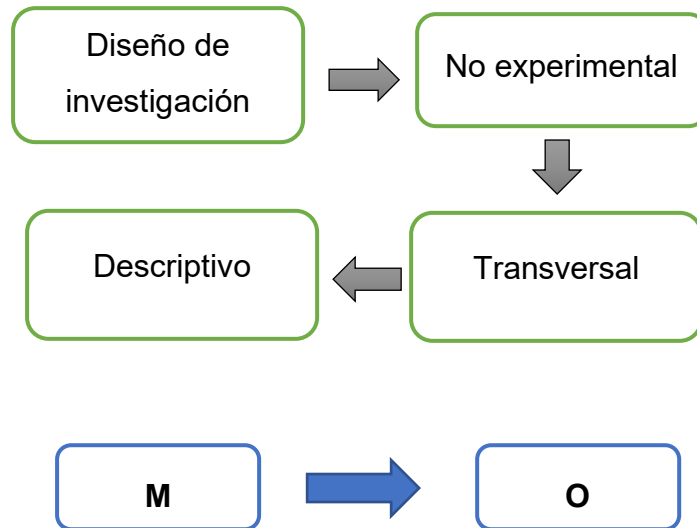 Diseño de
investigación
No experimental
Descriptivo
Transversal
M
O